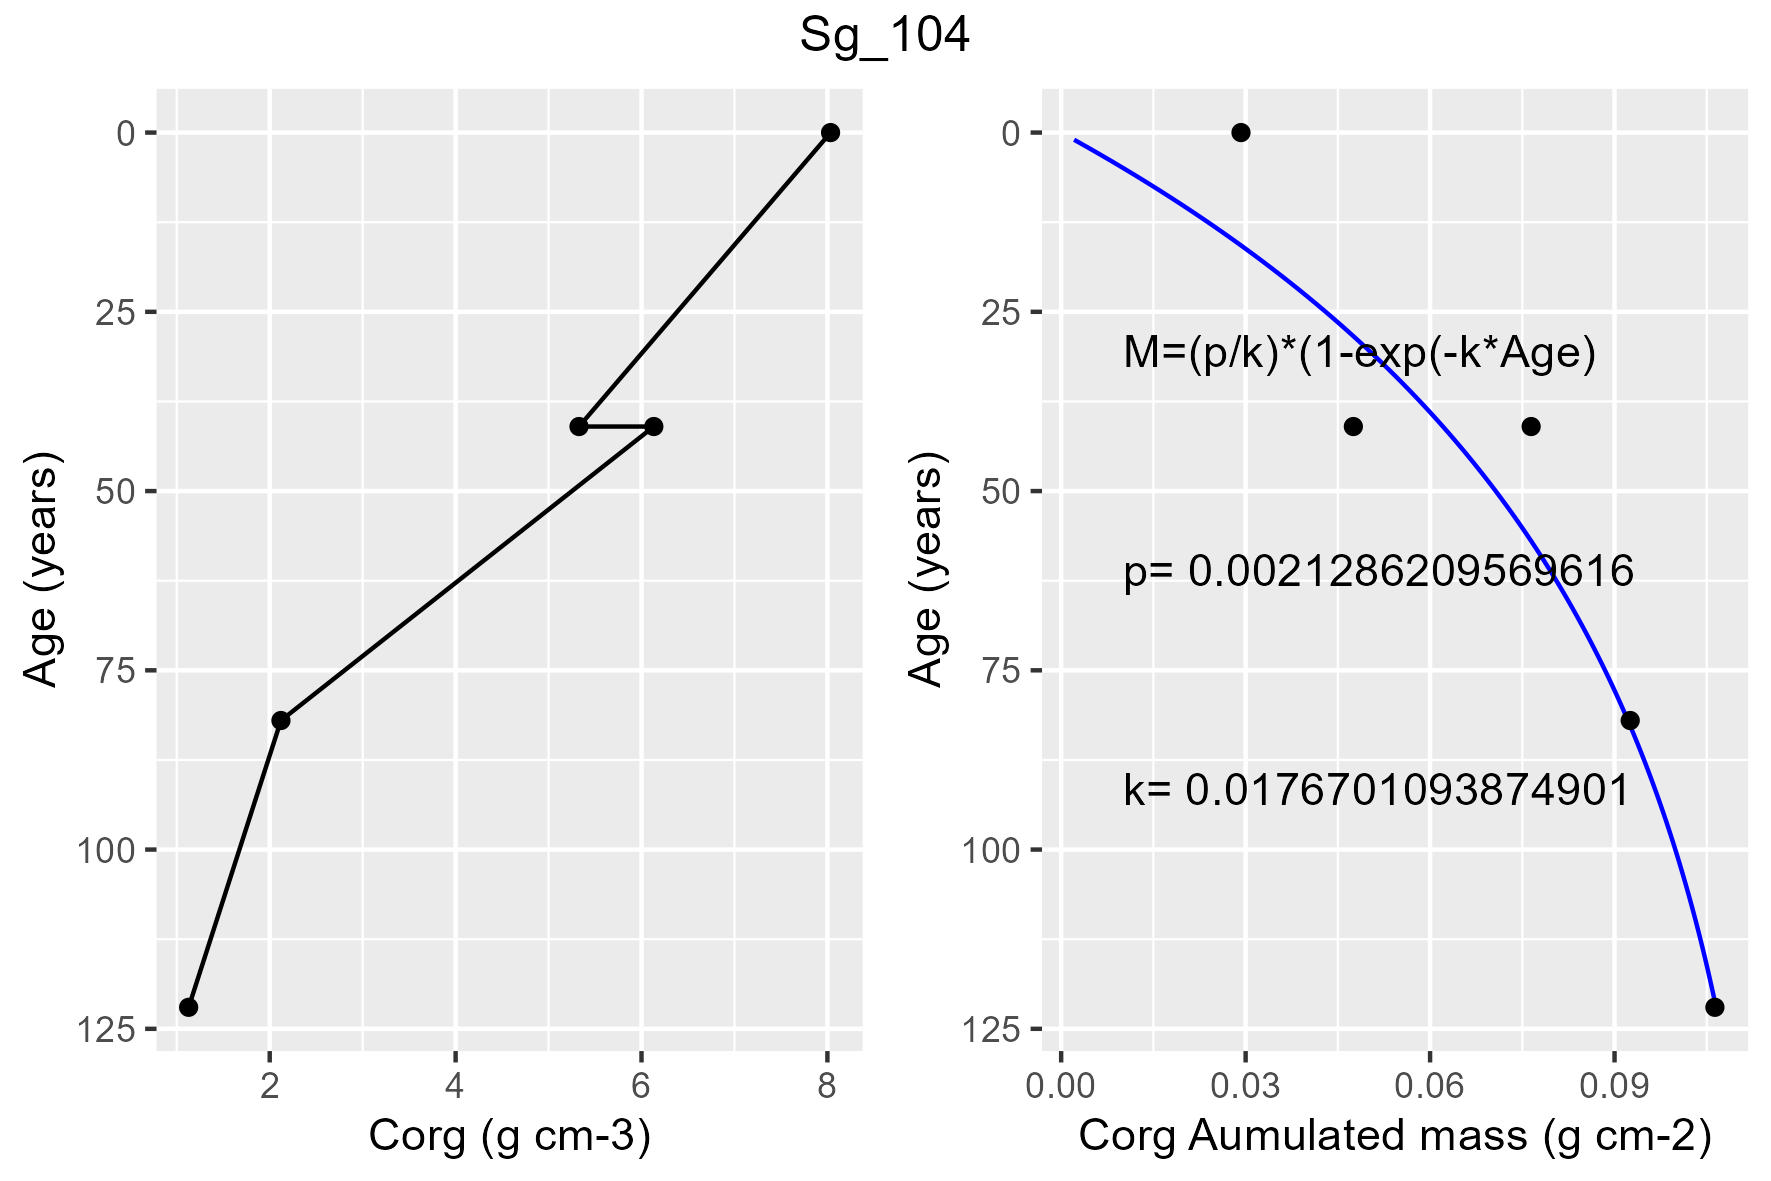 Sg_104
0
25
50
75
100
125
Age (years)
2
4
6
8
Corg (g cm-3)
0
25
50
75
100
125
Age (years)
M=(p/k)*(1-exp(-k*Age)
p= 0.0021286209569616
k= 0.0176701093874901
0.00
0.03
0.06
0.09
Corg Aumulated mass (g cm-2)